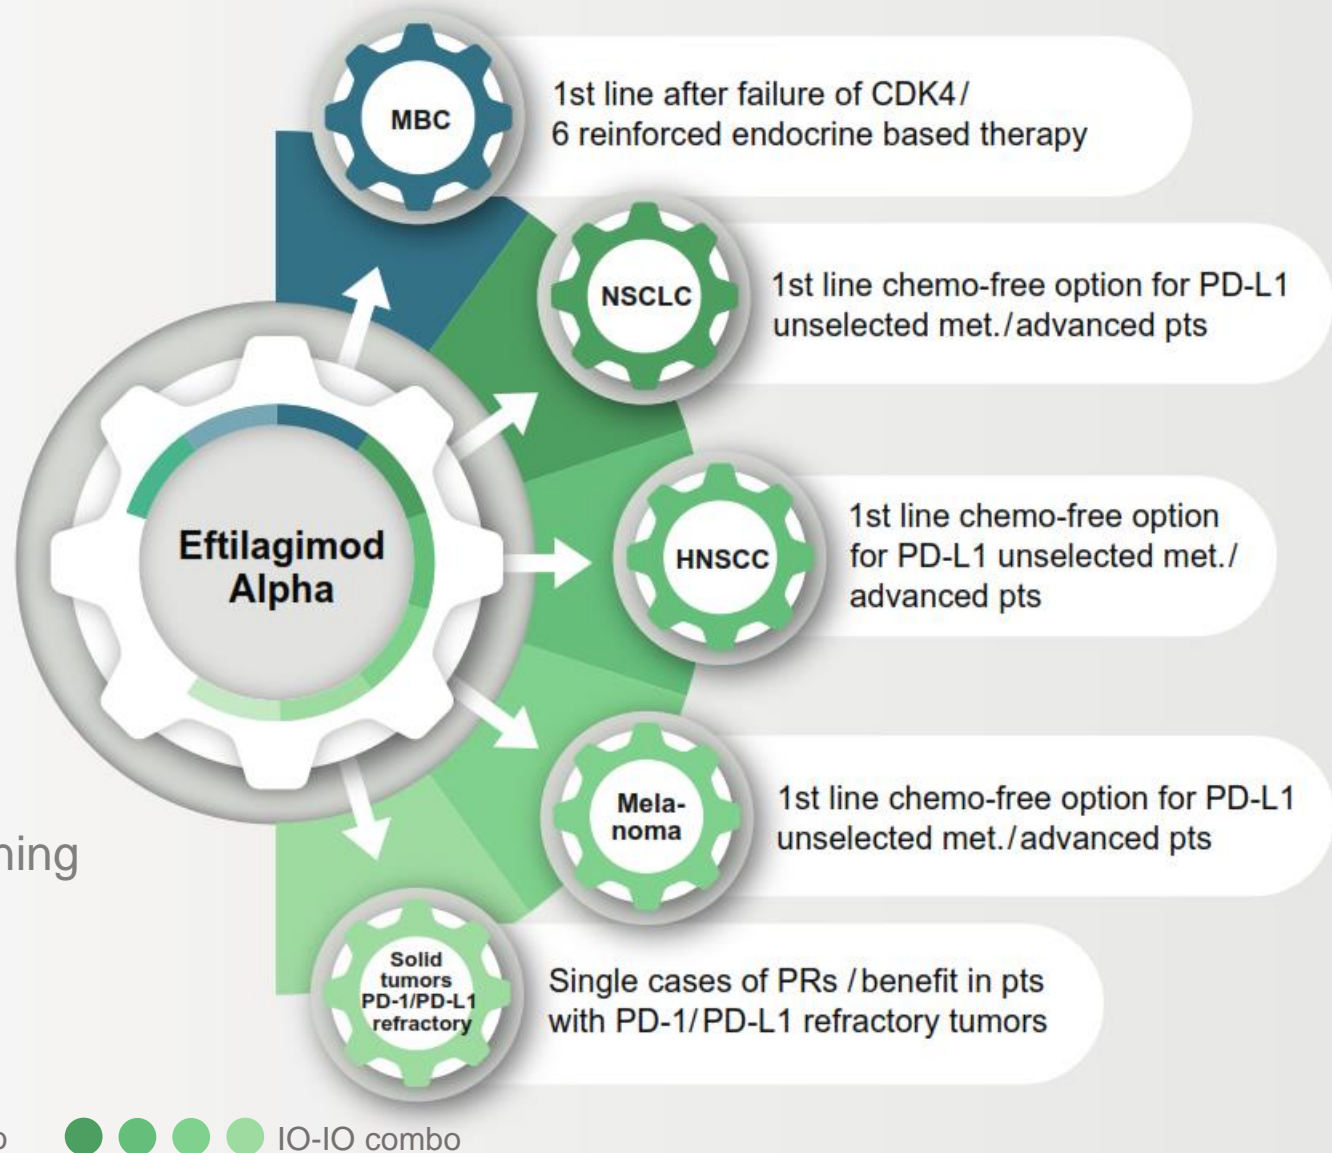 MBC
1st line after failure of CDK4/
6 reinforced endocrine based therapy
NSCLC
1st line chemo-free option for PD-L1
unselected met./advanced pts
Eftilagimod
Alpha
HNSCC
1st line chemo-free option
for PD-L1 unselected met./
advanced pts
Mela-
noma
1st line chemo-free option for PD-L1
unselected met./advanced pts
Solid
tumors
PD-1/PD-L1
refractory
Single cases of PRs /benefit in pts
with PD-1/PD-L1 refractory tumors
IO-IO combo